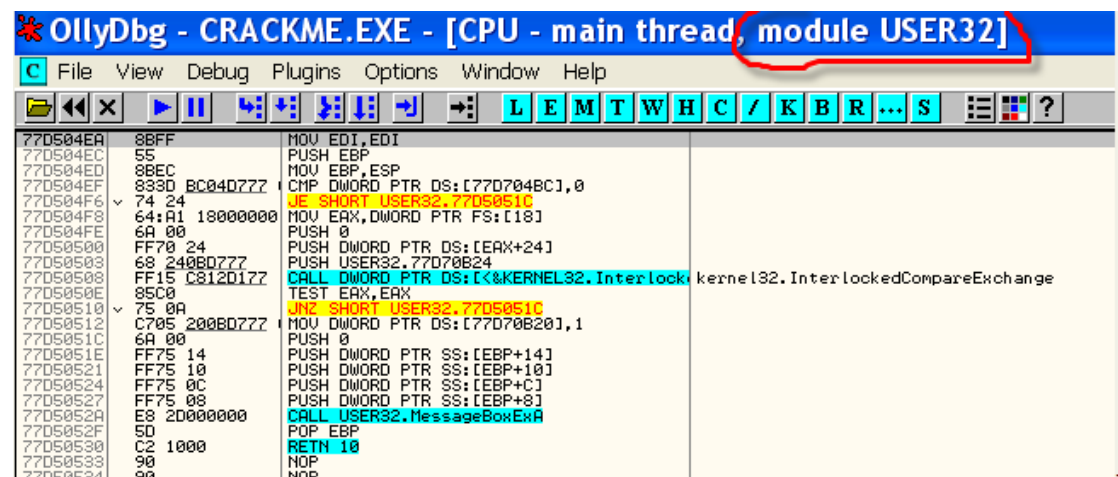 OllyDbg - CRACKME.EXE - [CPU - main thread, module USER32]
C File View Debug Plugins Options Window Help
L E M T W H C / K B R ... S ?
77D504EA 8BFF MOV EDI,EDI
77D504EC 55 PUSH EBP
77D504ED 8BEC MOV EBP,ESP
77D504EF 833D BC04D777 CMP DWORD PTR DS:[77D704BC],0
77D504F6 74 24 JE SHORT USER32.77D5051C
77D504F8 64:A1 18000000 MOV EAX,DWORD PTR FS:[18]
77D504FE 6A 00 PUSH 0
77D50500 FF70 24 PUSH DWORD PTR DS:[EAX+24]
77D50503 68 240BD777 PUSH USER32.77D70B24
77D50508 FF15 C812D177 CALL DWORD PTR DS:[<&KERNEL32.Interlock kernel32.InterlockedCompareExchange
77D5050E 85C0 TEST EAX,EAX
77D50510 75 0A JNZ SHORT USER32.77D5051C
77D50512 C705 200BD777 MOV DWORD PTR DS:[77D70B20],1
77D5051C 6A 00 PUSH 0
77D5051E FF75 14 PUSH DWORD PTR SS:[EBP+14]
77D50521 FF75 10 PUSH DWORD PTR SS:[EBP+10]
77D50524 FF75 0C PUSH DWORD PTR SS:[EBP+C]
77D50527 FF75 08 PUSH DWORD PTR SS:[EBP+8]
77D5052A E8 2D000000 CALL USER32.MessageBoxExA
77D5052F 5D POP EBP
77D50530 C2 1000 RETN 10
77D50533 90 NOP